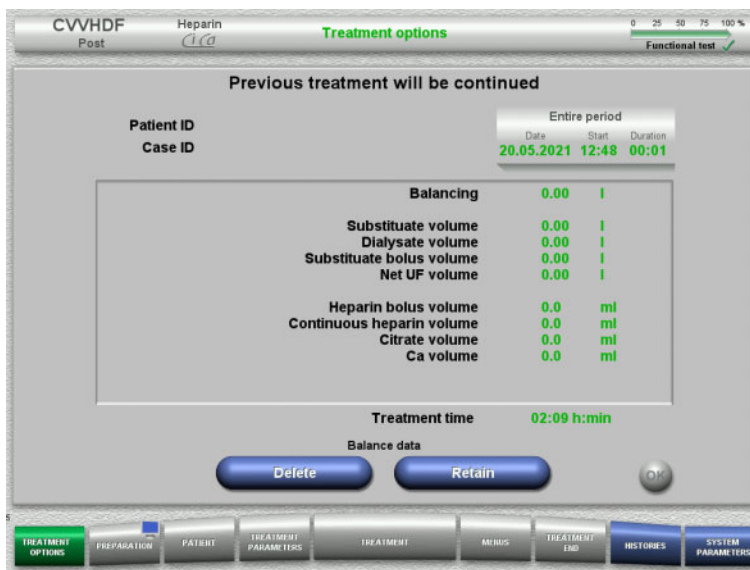 CVVHDF
Post
Heparin
Ci Ca
Treatment options
0 25 50 75 100 %
Functional test
Previous treatment will be continued
Patient ID
Case ID
Entire period
Date Start Duration
20.05.2021 12:48 00:01
Balancing 0.00 l
Substituate volume 0.00 l
Dialysate volume 0.00 l
Substituate bolus volume 0.00 l
Net UF volume 0.00 l
Heparin bolus volume 0.0 ml
Continuous heparin volume 0.0 ml
Citrate volume 0.0 ml
Ca volume 0.0 ml
Treatment time 02:09 h:min
Balance data
Delete Retain OK
5
TREATMENT OPTIONS
PREPARATION
PATIENT
TREATMENT PARAMETERS
TREATMENT
MENUS
TREATMENT END
HISTORIES
SYSTEM PARAMETERS